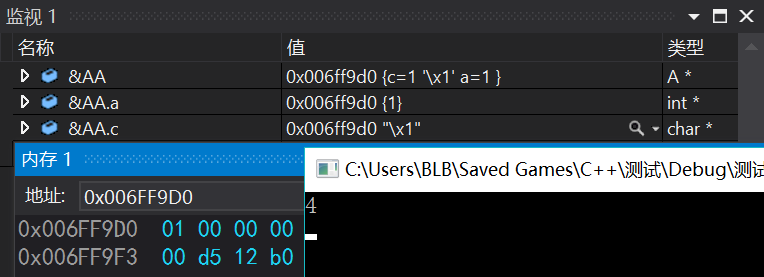 监视 1
名称 值 类型
&AA 0x006ff9d0 {c=1 '\x1' a=1 } A *
&AA.a 0x006ff9d0 {1} int *
&AA.c 0x006ff9d0 "\x1" char *
内存 1
C:\Users\BLB\Saved Games\C++\测试\Debug\测试
地址: 0x006FF9D0
4
0x006FF9D0 01 00 00 00
0x006FF9F3 00 d5 12 b0